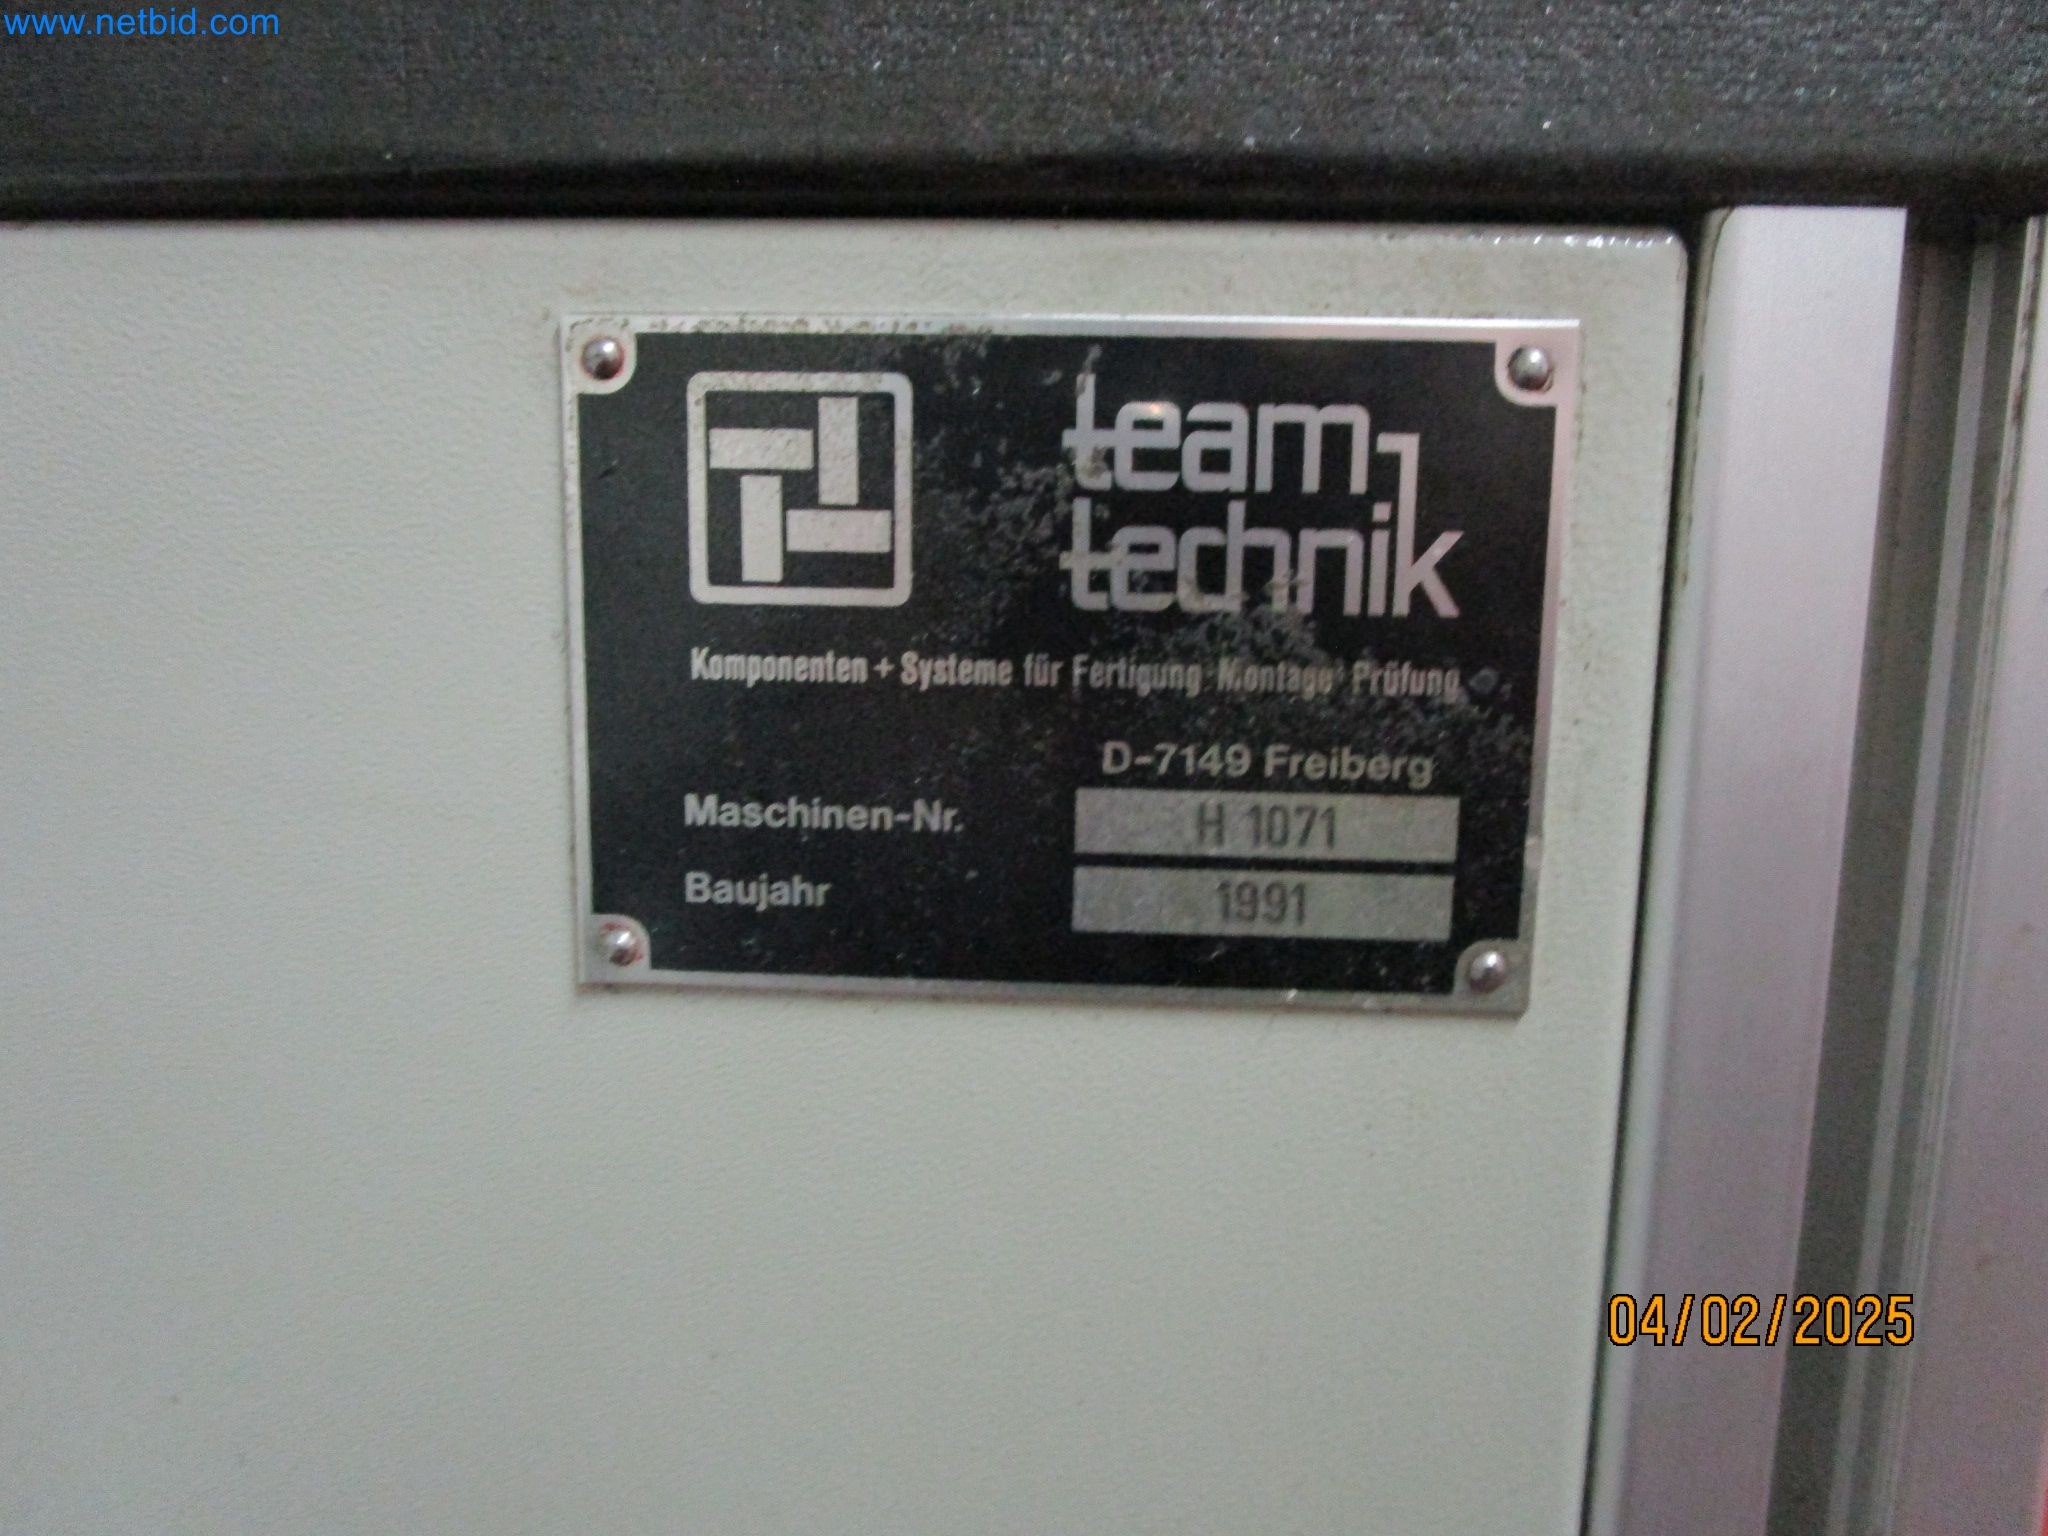 www.netbid.com
team
technik
Komponenten + Systeme für Fertigung · Montage · Prüfung
D-7149 Freiberg
Maschinen-Nr. H 1071
Baujahr 1991
04/02/2025